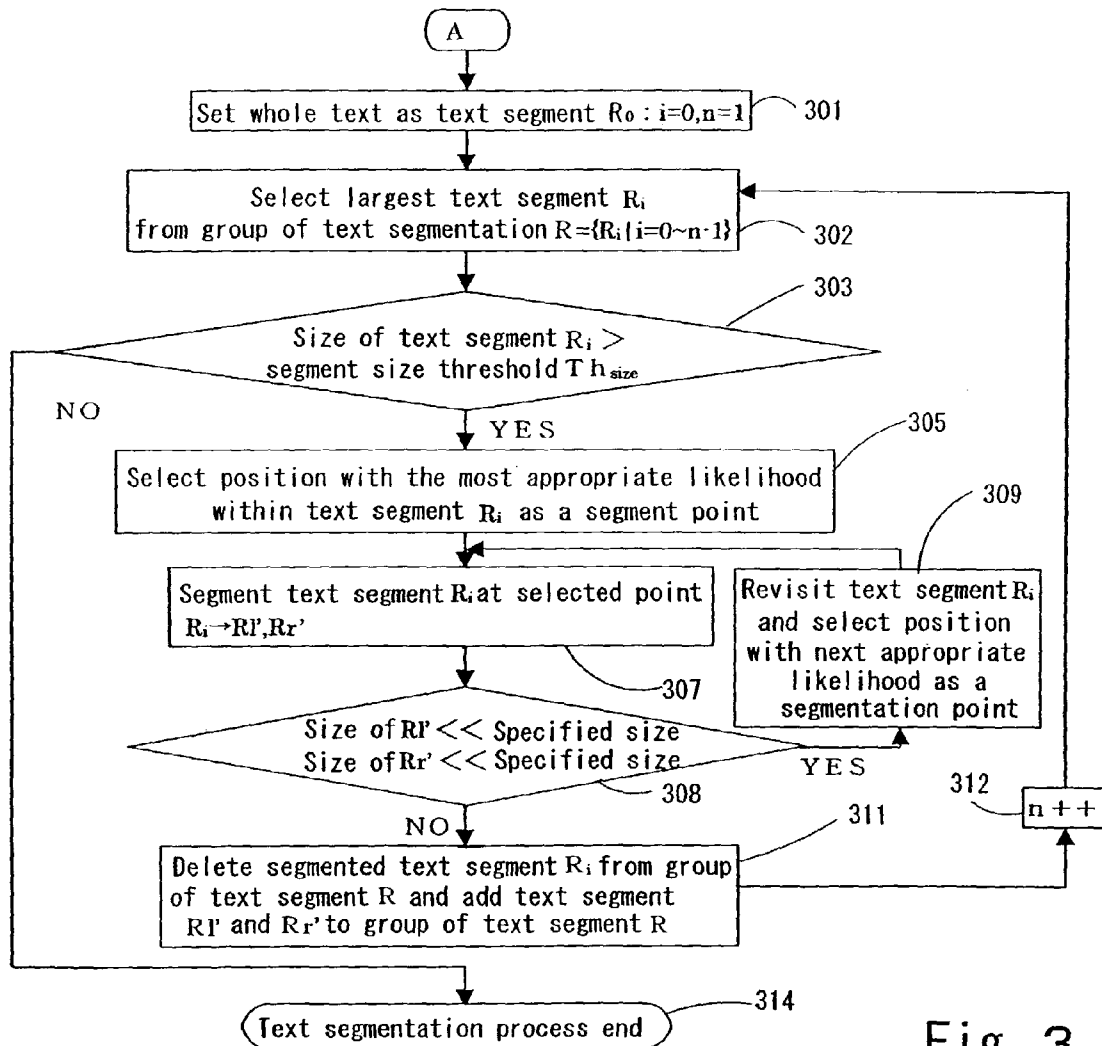 A
Set whole text as text segment R₀ : i=0,n=1
301
Select largest text segment Rᵢ
from group of text segmentation R={Rᵢ|i=0~n-1}
302
303
Size of text segment Rᵢ >
segment size threshold Th size
NO
YES
305
Select position with the most appropriate likelihood
within text segment Rᵢ as a segment point
309
Segment text segment Rᵢ at selected point
Rᵢ→Rl',Rr'
307
Revisit text segment Rᵢ
and select position
with next appropriate
likelihood as a
segmentation point
Size of Rl' << Specified size
Size of Rr' << Specified size
YES
308
312
n++
NO
311
Delete segmented text segment Rᵢ from group
of text segment R and add text segment
Rl' and Rr' to group of text segment R
314
Text segmentation process end
Fig. 3